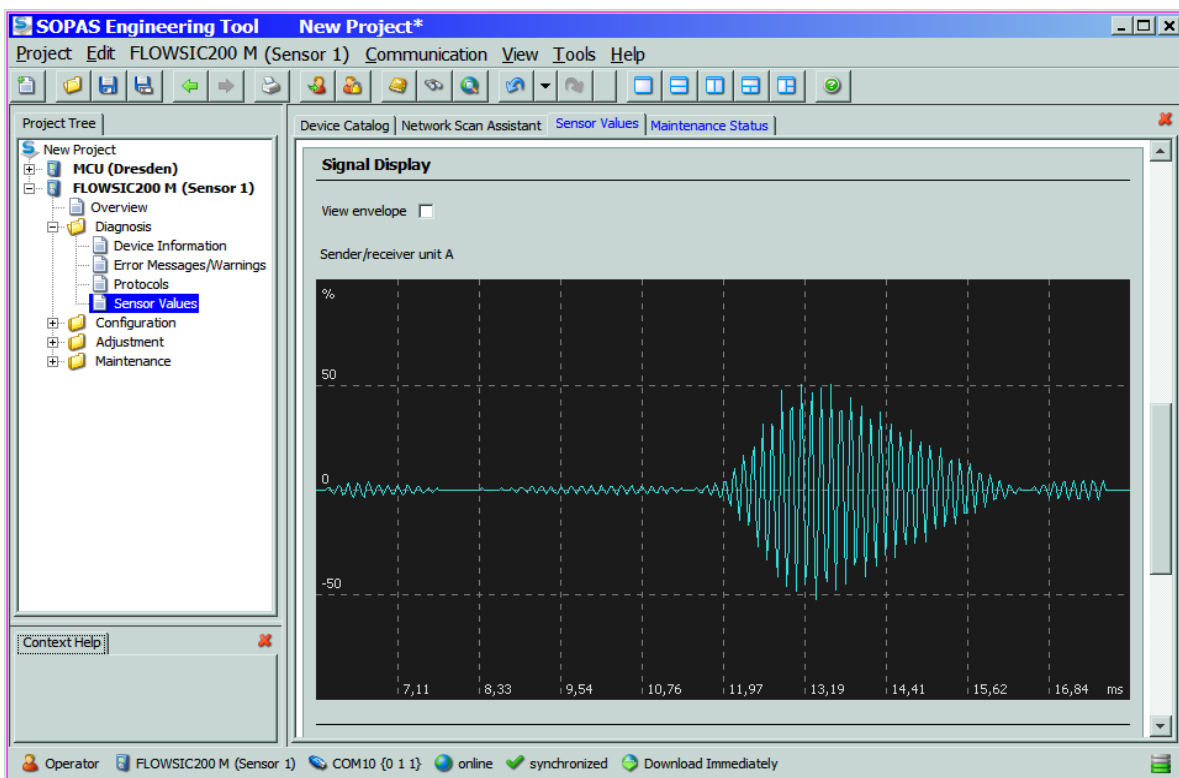 SOPAS Engineering Tool New Project*
Project Edit FLOWSIC200 M (Sensor 1) Communication View Tools Help
Project Tree
New Project
MCU (Dresden)
FLOWSIC200 M (Sensor 1)
Overview
Diagnosis
Device Information
Error Messages/Warnings
Protocols
Sensor Values
Configuration
Adjustment
Maintenance
Context Help
Device Catalog Network Scan Assistant Sensor Values Maintenance Status
Signal Display
View envelope
Sender/receiver unit A
%
50
0
-50
7,11 8,33 9,54 10,76 11,97 13,19 14,41 15,62 16,84 ms
Operator FLOWSIC200 M (Sensor 1) COM10 {0 1 1} online synchronized Download Immediately